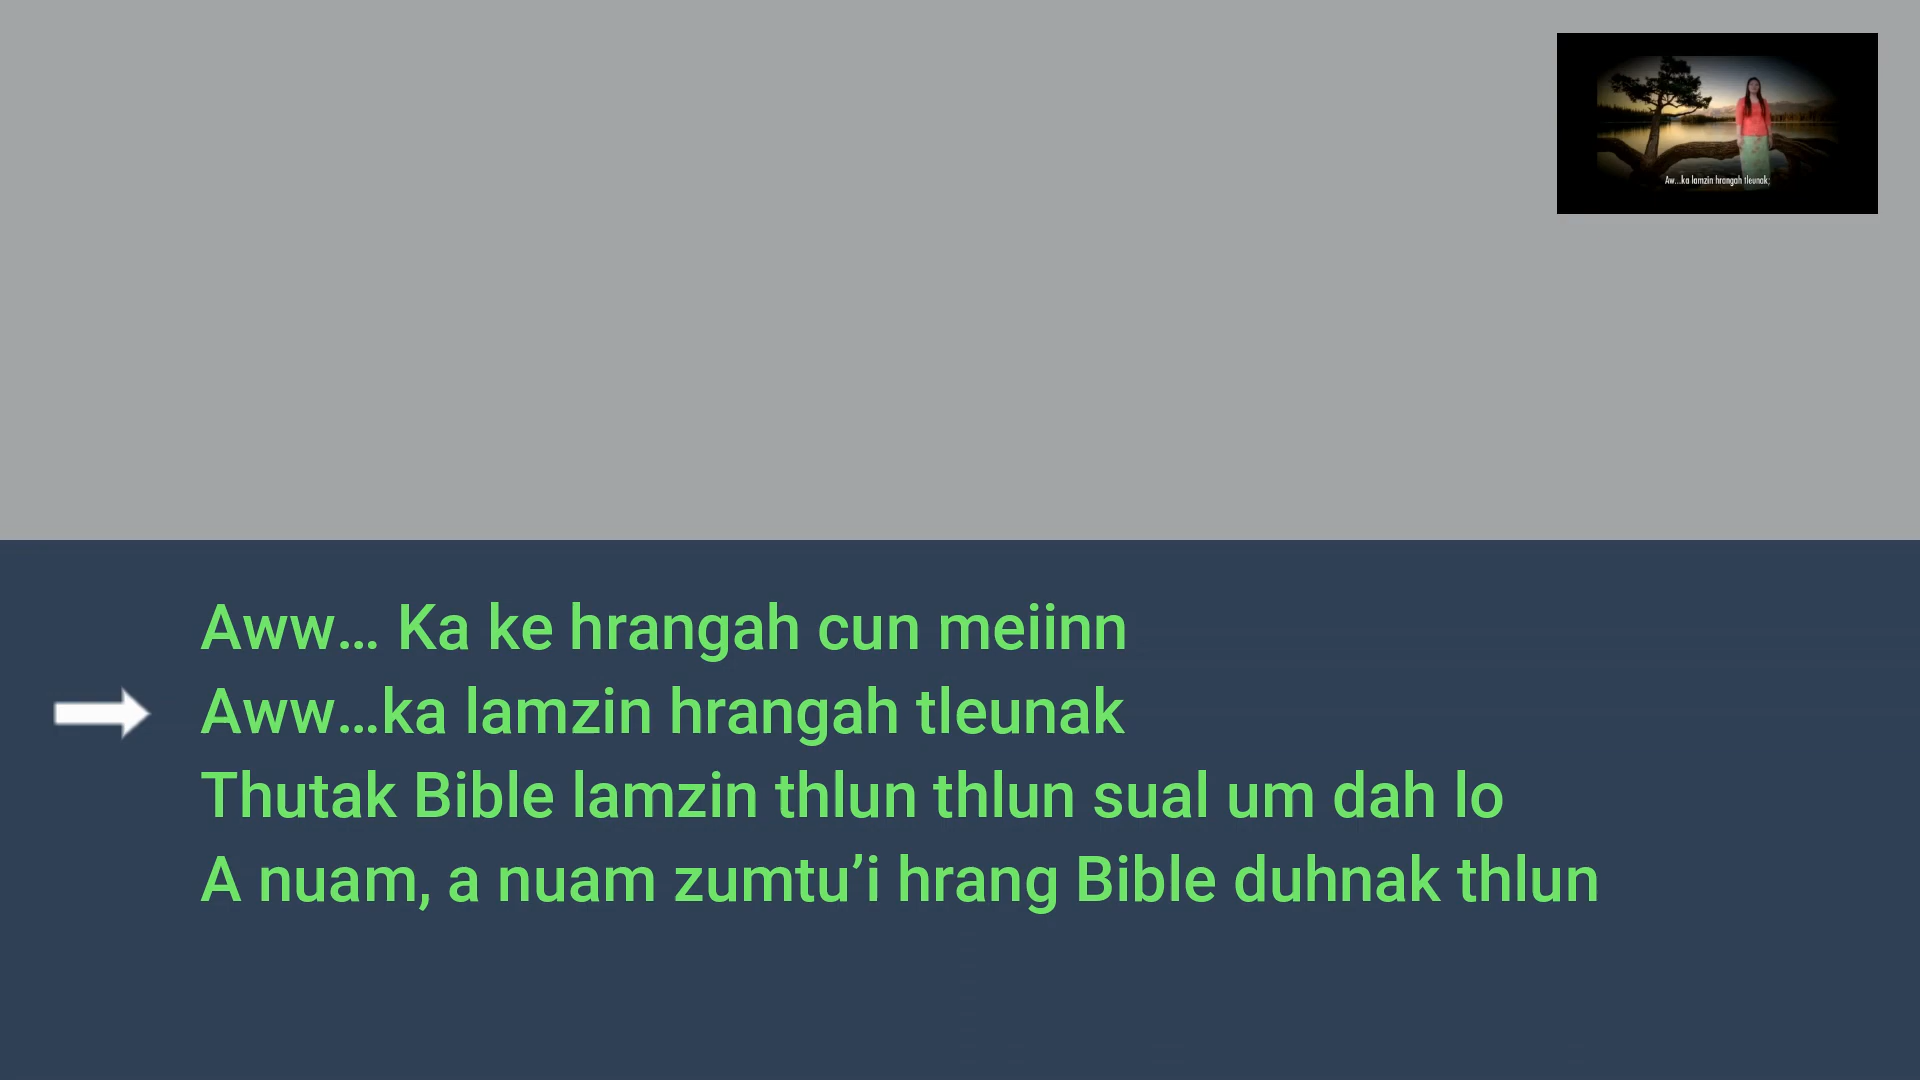 Aw...ka lamzin hrangah tleunak;
Aww... Ka ke hrangah cun meiinn
Aww...ka lamzin hrangah tleunak
Thutak Bible lamzin thlun thlun sual um dah lo
A nuam, a nuam zumtu’i hrang Bible duhnak thlun